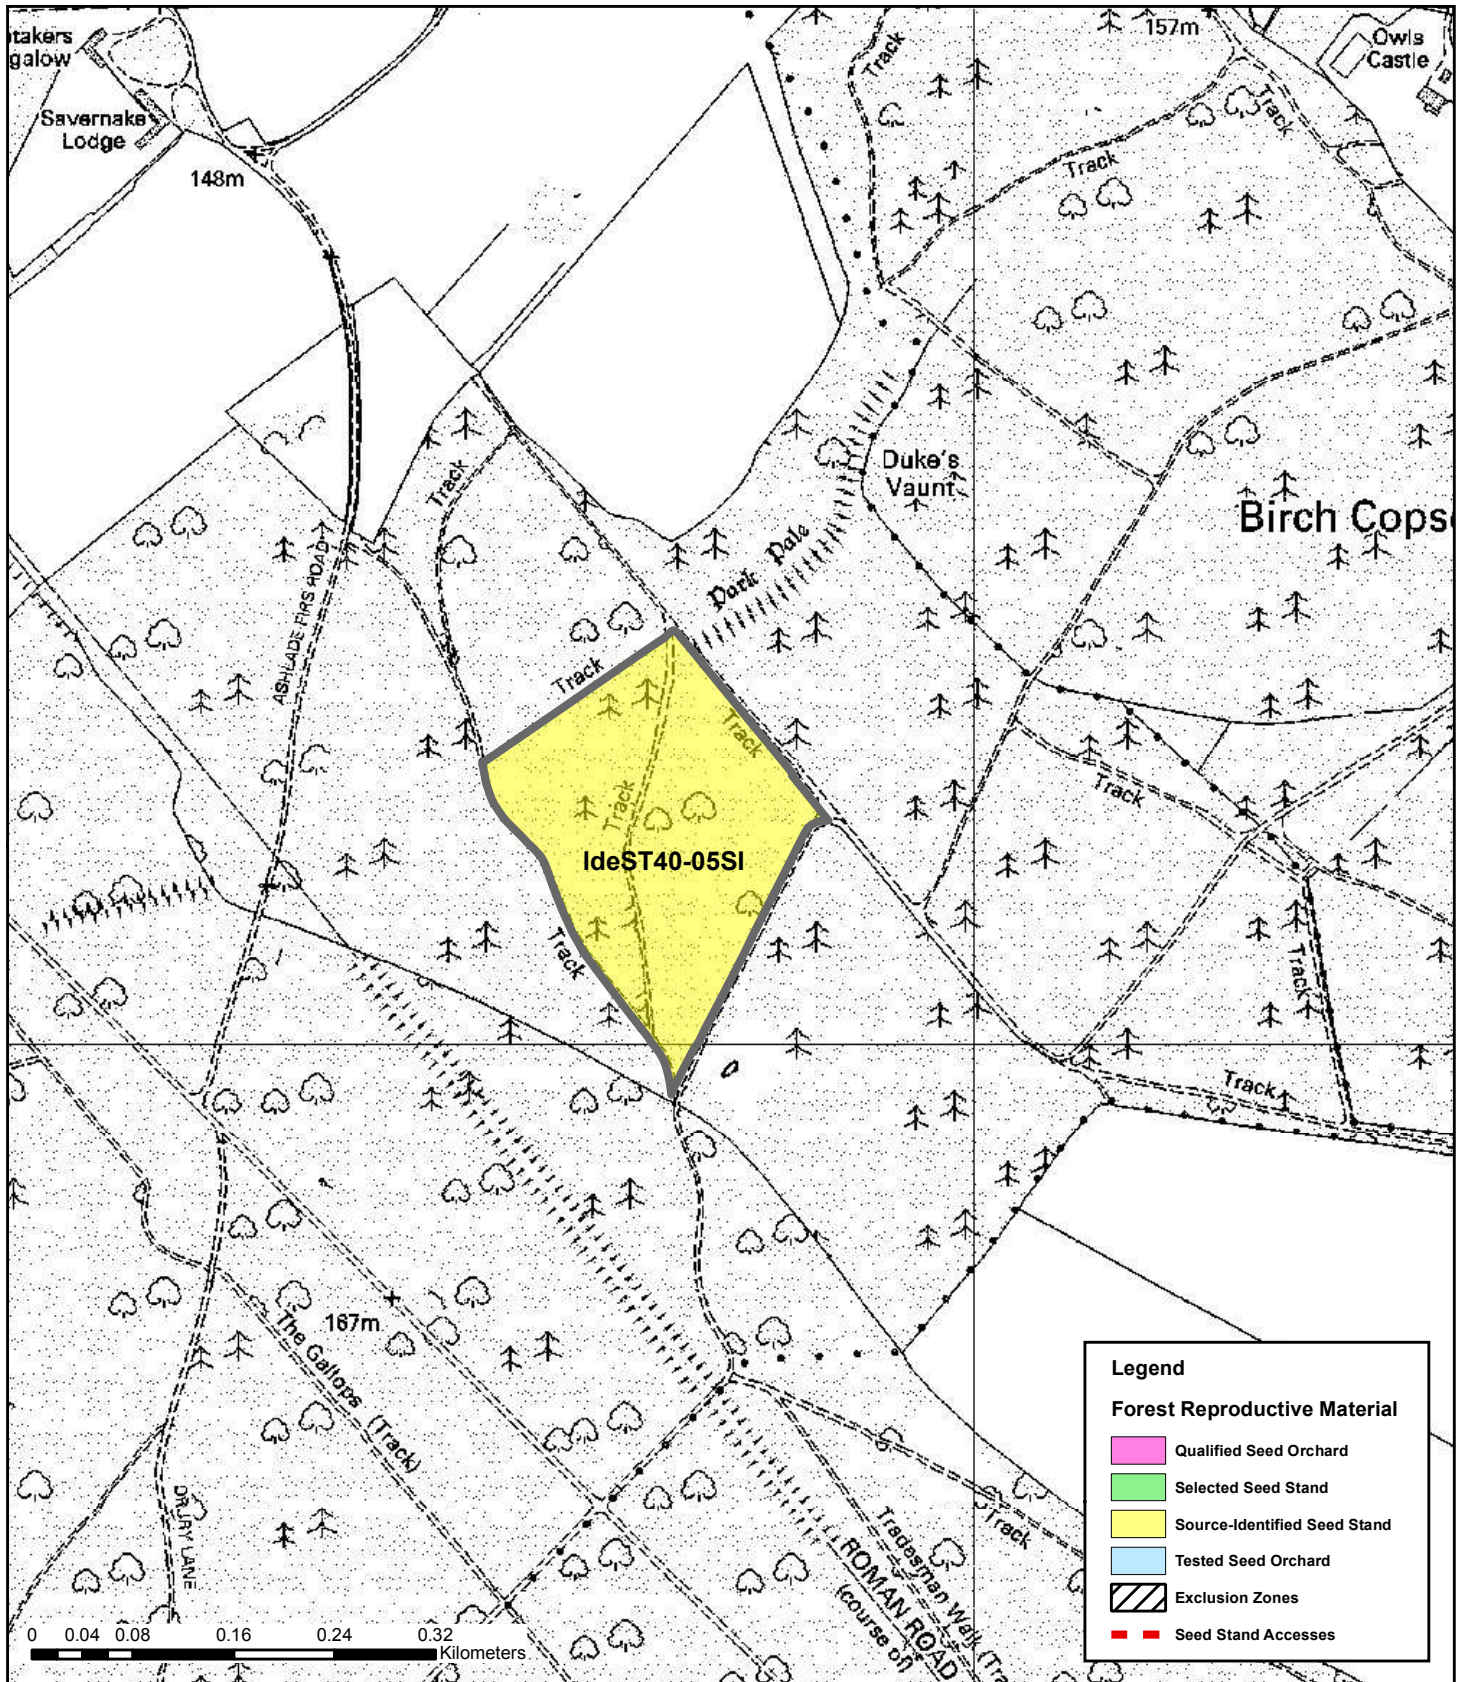 takers
galow
Savernake
Lodge
148m
Track
157m
Owls
Castle
Track
Track
Track
Duke's
Vaunt
Birch Copse
Park Pale
ASHLADE FIRS ROAD
Track
Track
Track
Track
IdeST40-05SI
Track
Track
Track
167m
The Gallops (Track)
DRURY LANE
Track
Tradesman Walk (Tra
ROMAN ROAD
(course of)
0 0.04 0.08 0.16 0.24 0.32
Kilometers
Legend
Forest Reproductive Material
Qualified Seed Orchard
Selected Seed Stand
Source-Identified Seed Stand
Tested Seed Orchard
Exclusion Zones
Seed Stand Accesses